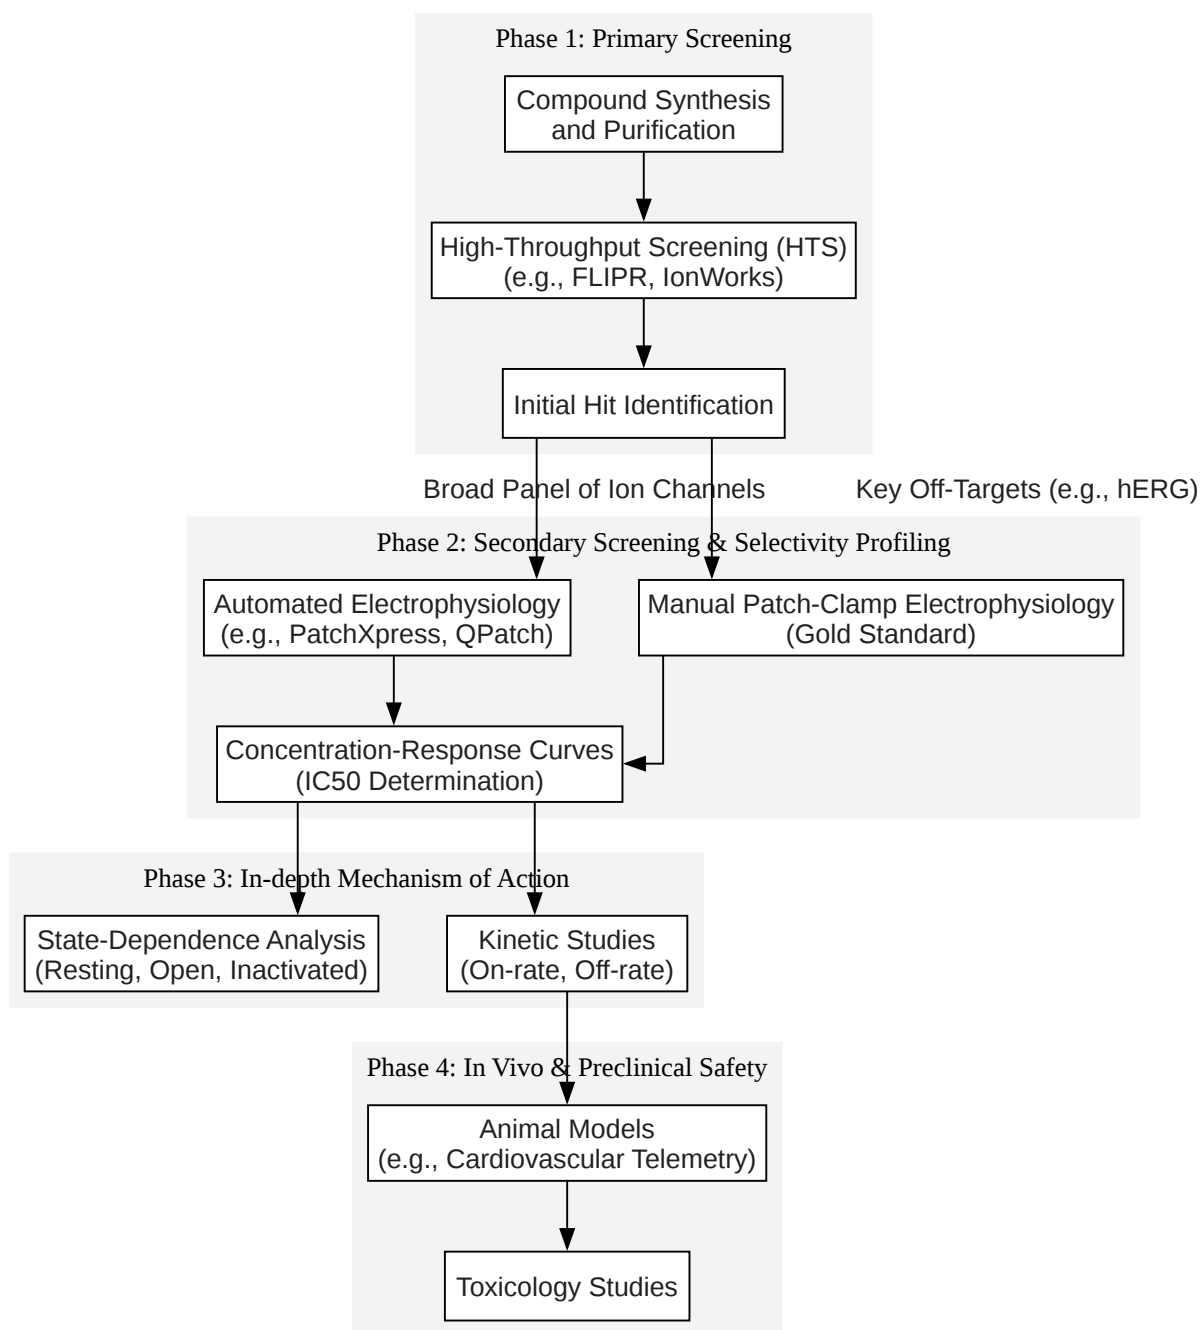 Phase 1: Primary Screening
Compound Synthesis
and Purification
High-Throughput Screening (HTS)
(e.g., FLIPR, IonWorks)
Initial Hit Identification
Broad Panel of Ion Channels
Key Off-Targets (e.g., hERG)
Phase 2: Secondary Screening & Selectivity Profiling
Automated Electrophysiology
(e.g., PatchXpress, QPatch)
Manual Patch-Clamp Electrophysiology
(Gold Standard)
Concentration-Response Curves
(IC50 Determination)
Phase 3: In-depth Mechanism of Action
State-Dependence Analysis
(Resting, Open, Inactivated)
Kinetic Studies
(On-rate, Off-rate)
Phase 4: In Vivo & Preclinical Safety
Animal Models
(e.g., Cardiovascular Telemetry)
Toxicology Studies